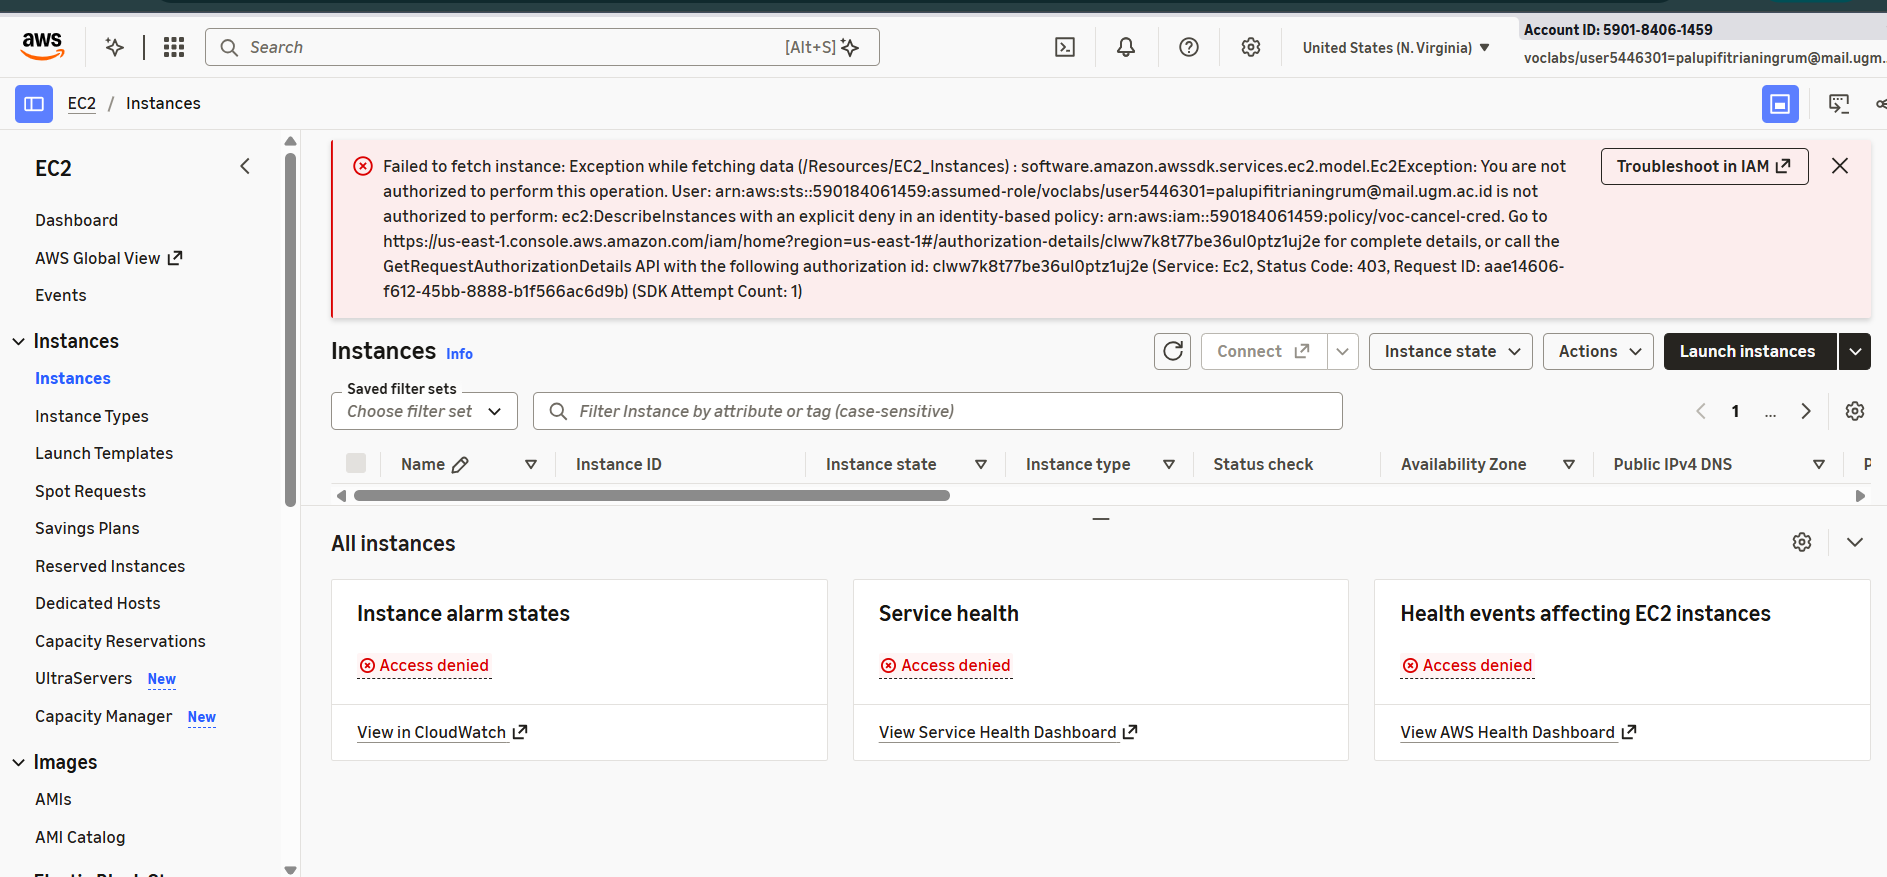 aws
Search
[Alt+S]
United States (N. Virginia)
Account ID: 5901-8406-1459
voclabs/user5446301=palupifitrianingrum@mail.ugm...
EC2 / Instances
EC2
Dashboard
AWS Global View
Events
Instances
Instances
Instance Types
Launch Templates
Spot Requests
Savings Plans
Reserved Instances
Dedicated Hosts
Capacity Reservations
UltraServers New
Capacity Manager New
Images
AMIs
AMI Catalog
Failed to fetch instance: Exception while fetching data (/Resources/EC2_Instances) : software.amazon.awssdk.services.ec2.model.Ec2Exception: You are not
authorized to perform this operation. User: arn:aws:sts::590184061459:assumed-role/voclabs/user5446301=palupifitrianingrum@mail.ugm.ac.id is not
authorized to perform: ec2:DescribeInstances with an explicit deny in an identity-based policy: arn:aws:iam::590184061459:policy/voc-cancel-cred. Go to
https://us-east-1.console.aws.amazon.com/iam/home?region=us-east-1#/authorization-details/clww7k8t77be36ul0ptz1uj2e for complete details, or call the
GetRequestAuthorizationDetails API with the following authorization id: clww7k8t77be36ul0ptz1uj2e (Service: Ec2, Status Code: 403, Request ID: aae14606-
f612-45bb-8888-b1f566ac6d9b) (SDK Attempt Count: 1)
Troubleshoot in IAM
Instances Info
Connect
Instance state
Actions
Launch instances
Saved filter sets
Choose filter set
Filter Instance by attribute or tag (case-sensitive)
1 ...
Name
Instance ID
Instance state
Instance type
Status check
Availability Zone
Public IPv4 DNS
All instances
Instance alarm states
Access denied
View in CloudWatch
Service health
Access denied
View Service Health Dashboard
Health events affecting EC2 instances
Access denied
View AWS Health Dashboard